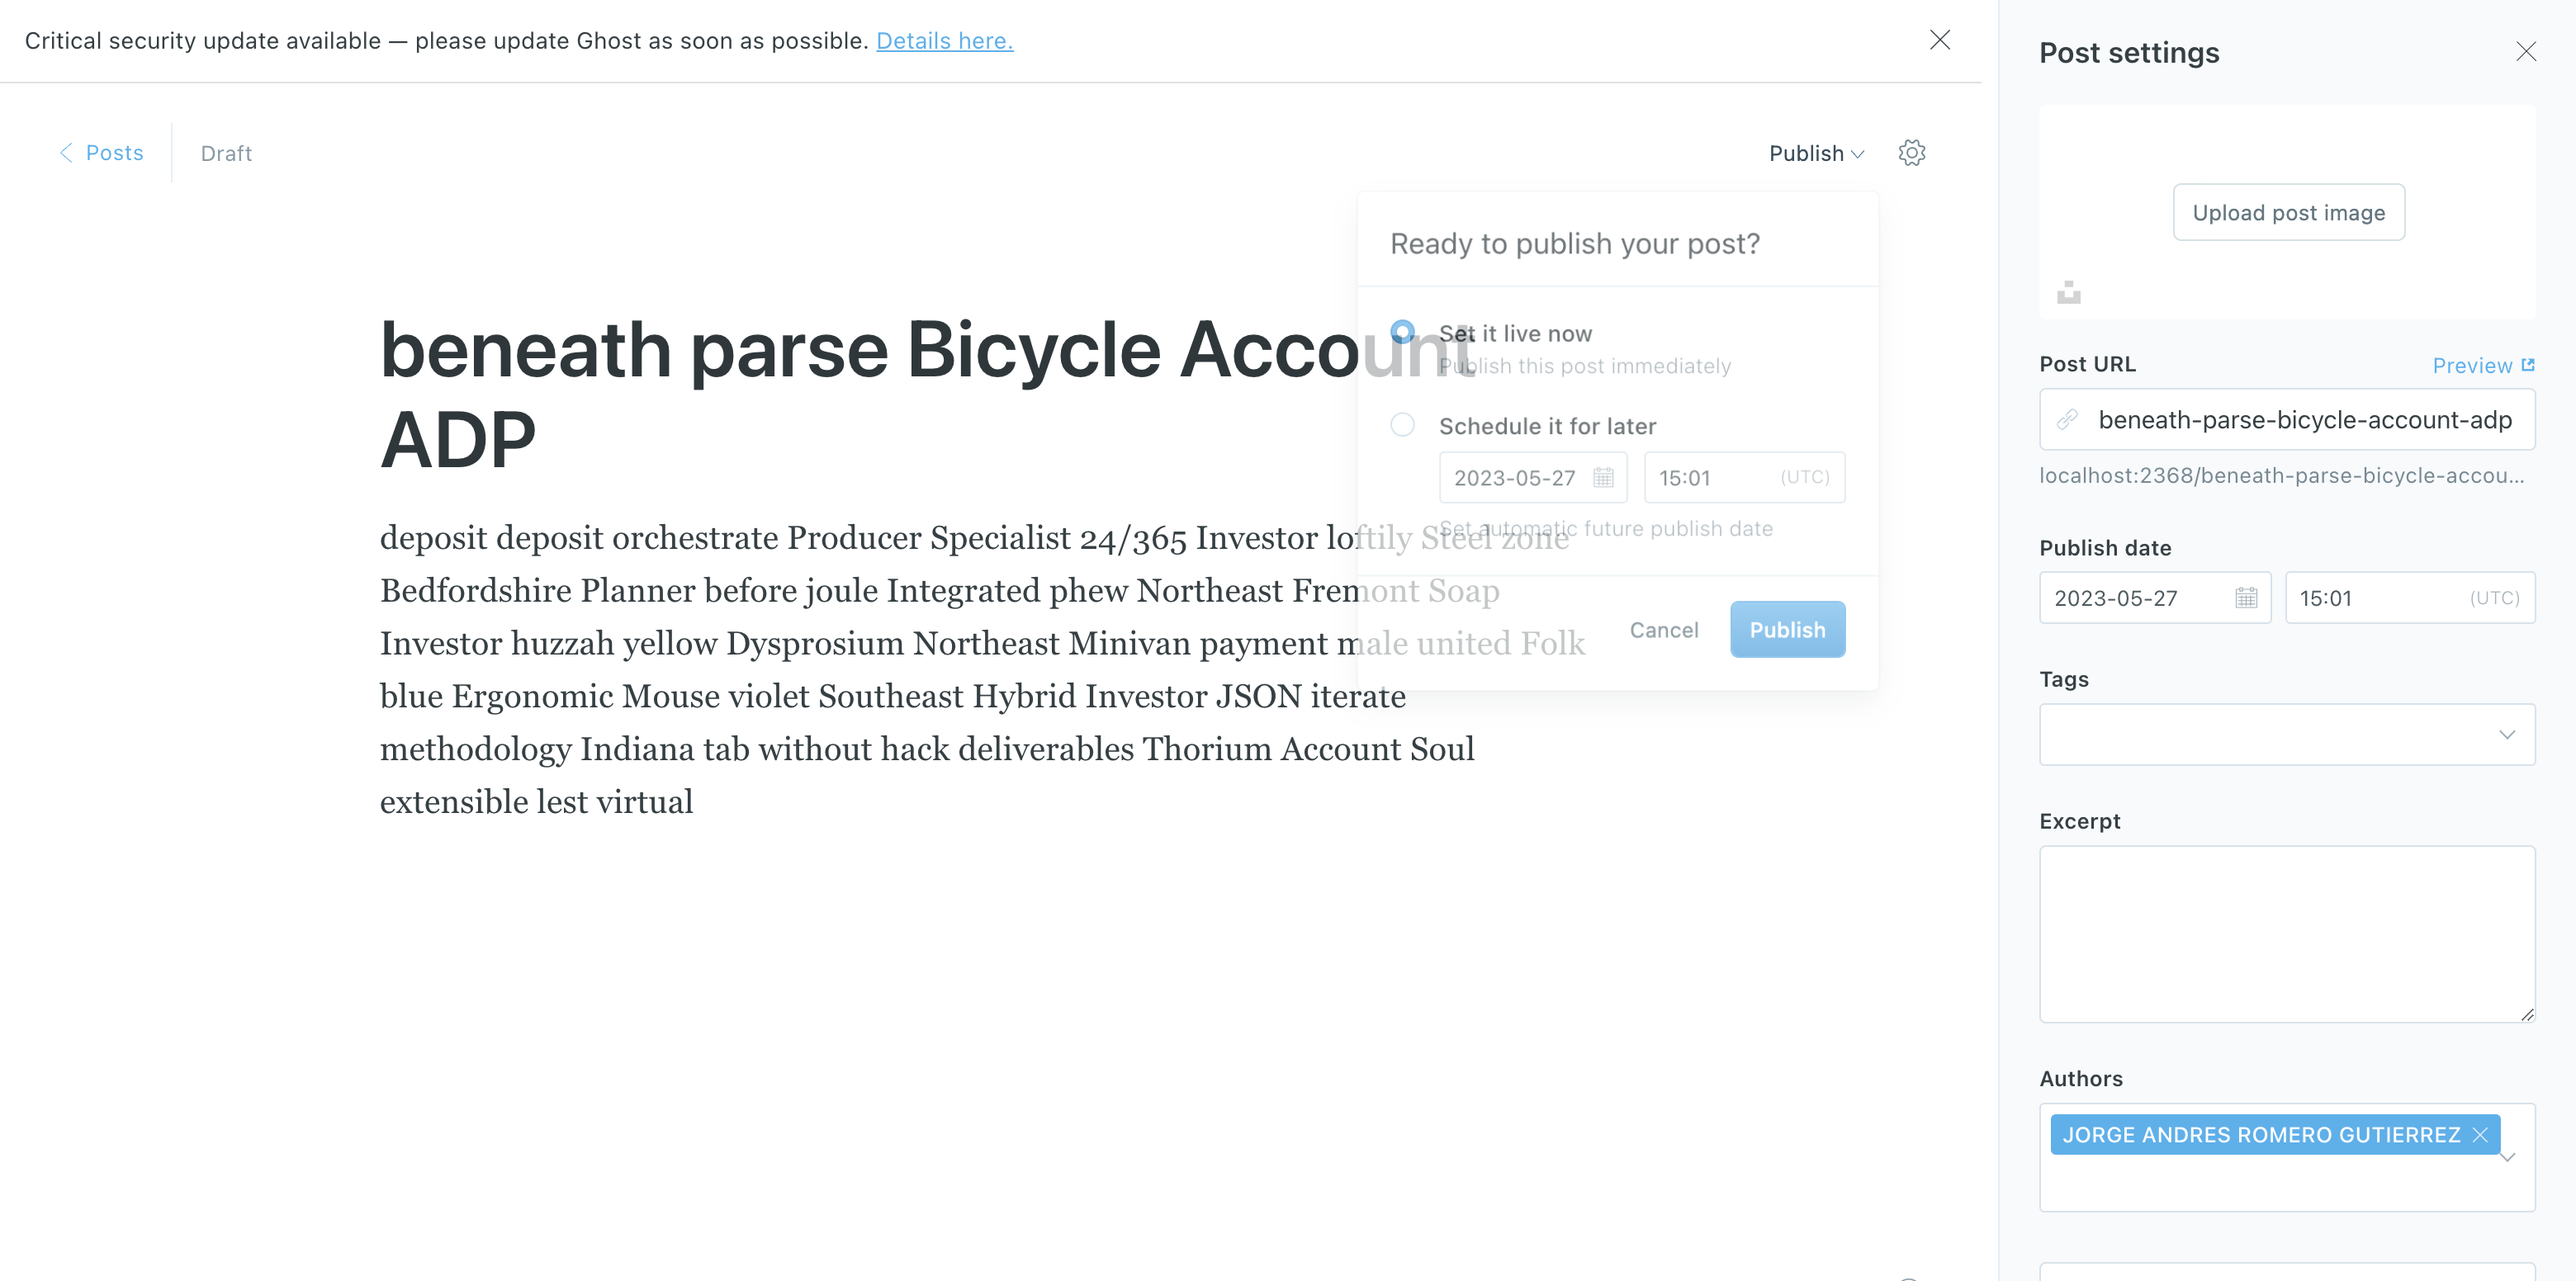 Critical security update available — please update Ghost as soon as possible. Details here.
Posts
Draft
Publish
Ready to publish your post?
Set it live now
Publish this post immediately
Schedule it for later
2023-05-27
15:01
(UTC)
Set automatic future publish date
Cancel
Publish
beneath parse Bicycle Account
ADP
deposit deposit orchestrate Producer Specialist 24/365 Investor loftily Steel zone
Bedfordshire Planner before joule Integrated phew Northeast Fremont Soap
Investor huzzah yellow Dysprosium Northeast Minivan payment male united Folk
blue Ergonomic Mouse violet Southeast Hybrid Investor JSON iterate
methodology Indiana tab without hack deliverables Thorium Account Soul
extensible lest virtual
Post settings
Upload post image
Post URL
Preview
beneath-parse-bicycle-account-adp
localhost:2368/beneath-parse-bicycle-accou...
Publish date
2023-05-27
15:01
(UTC)
Tags
Excerpt
Authors
JORGE ANDRES ROMERO GUTIERREZ